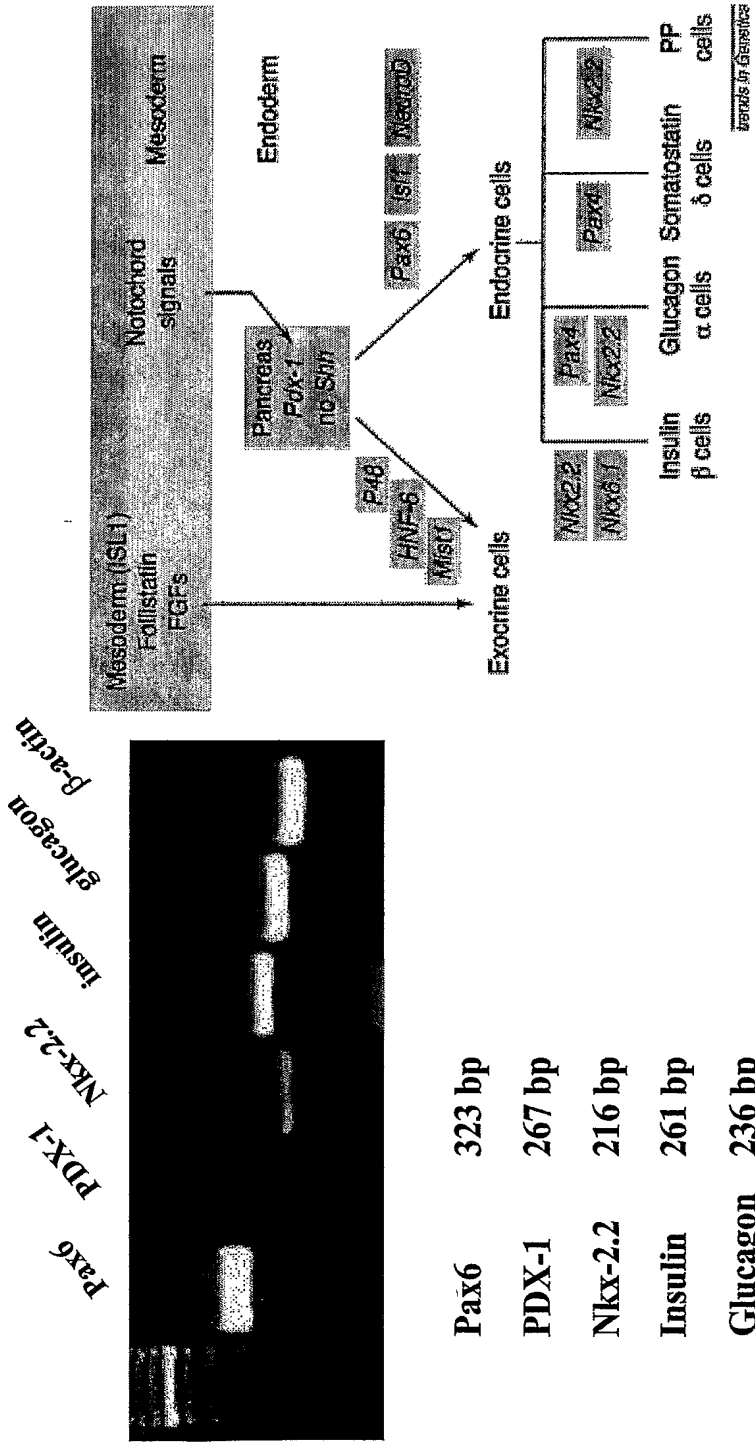 Pax6
PDX-1
Nkx-2.2
insulin
glucagon
β-actin
Pax6 323 bp
PDX-1 267 bp
Nkx-2.2 216 bp
Insulin 261 bp
Glucagon 236 bp
Mesoderm (ISL1)
Follistatin
FGFs
Notochord
signals
Mesoderm
Pancreas
Pdx-1
no Shh
Endoderm
P48
HNF-6
Mist1
Pax6 Isl1 NeuroD
Exocrine cells
Endocrine cells
Nkx2.2
Nkx6.1
Pax4
Nkx2.2
Pax4
Nkx2.2
Insulin
β cells
Glucagon
α cells
Somatostatin
δ cells
PP
cells
trends in Genetics